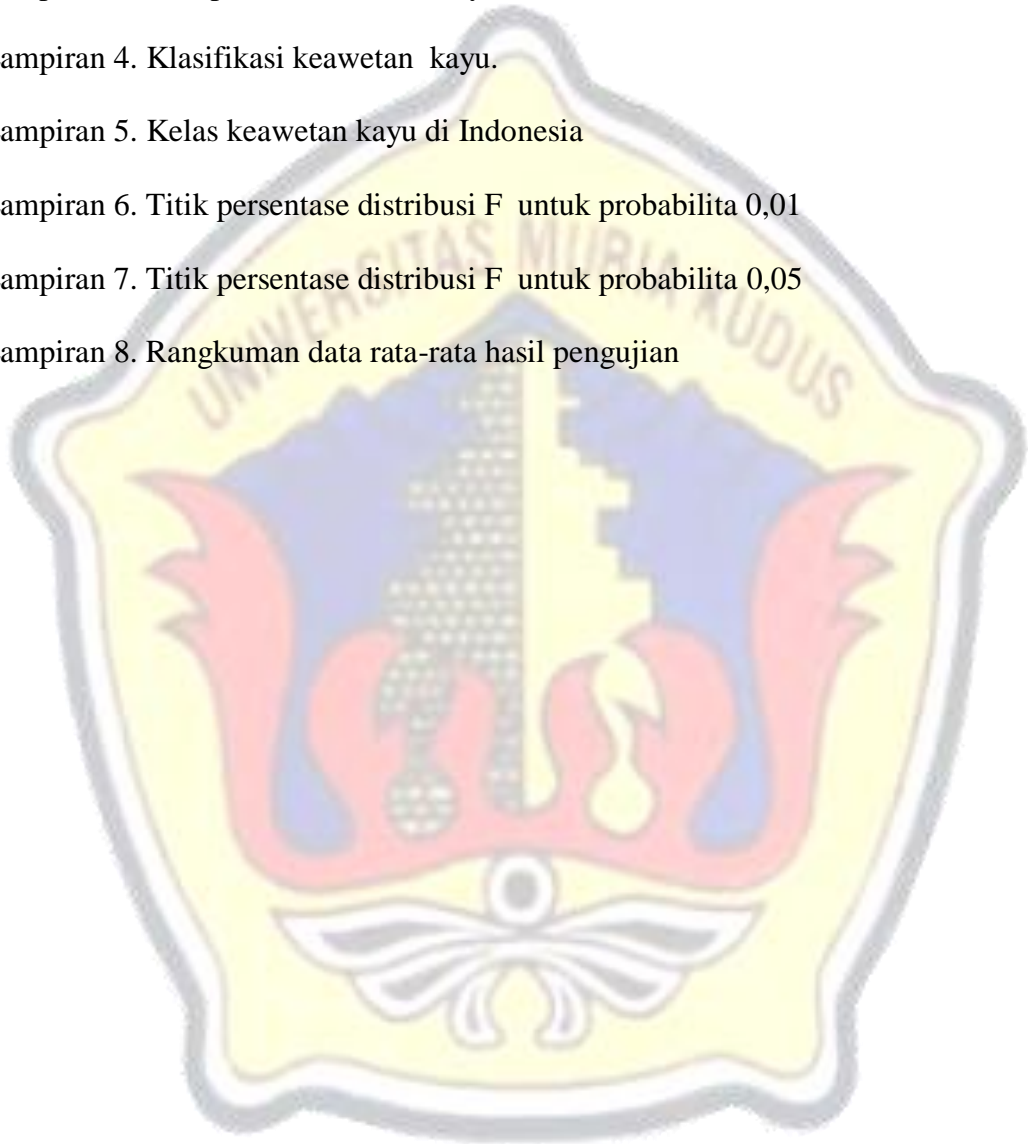 ampiran 4. Klasifikasi keawetan  kayu.
ampiran 5. Kelas keawetan kayu di Indonesia
ampiran 6. Titik persentase distribusi F  untuk probabilita 0,01
ampiran 7. Titik persentase distribusi F  untuk probabilita 0,05
ampiran 8. Rangkuman data rata-rata hasil pengujian
UNIVERSITAS MURIA KUDUS